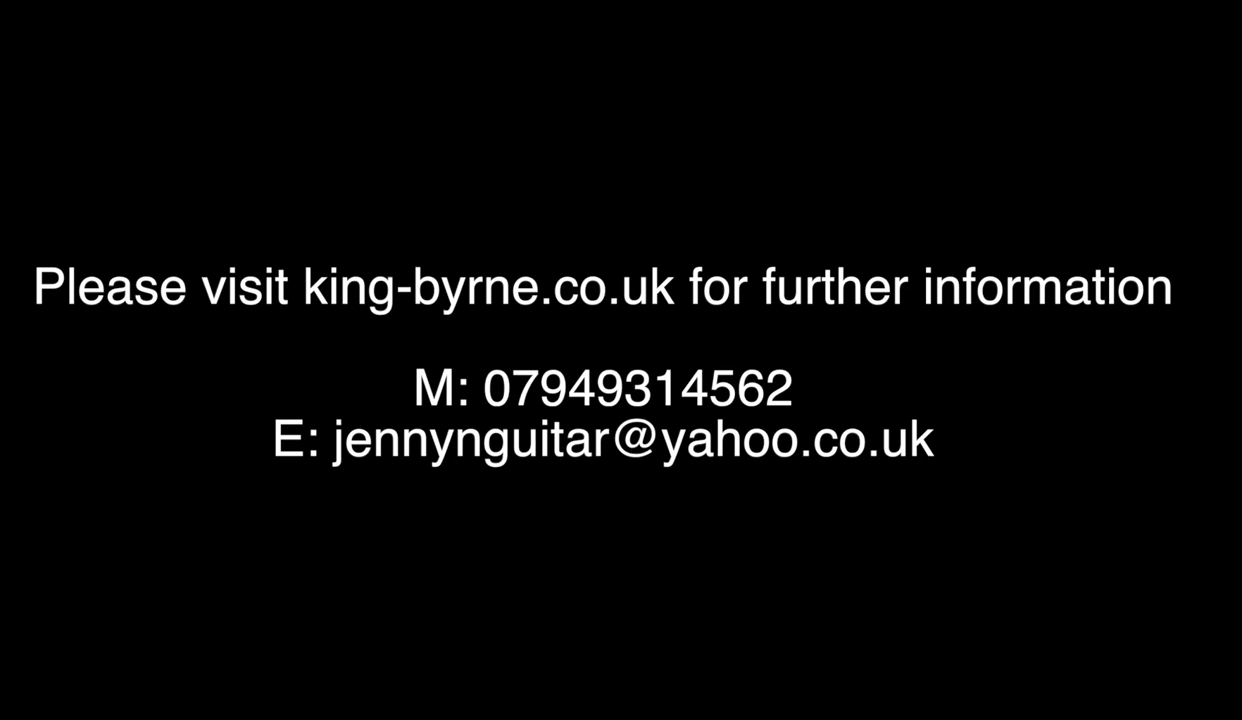 Please visit king-byrne.co.uk for further information
M: 07949314562
E: jennynguitar@yahoo.co.uk